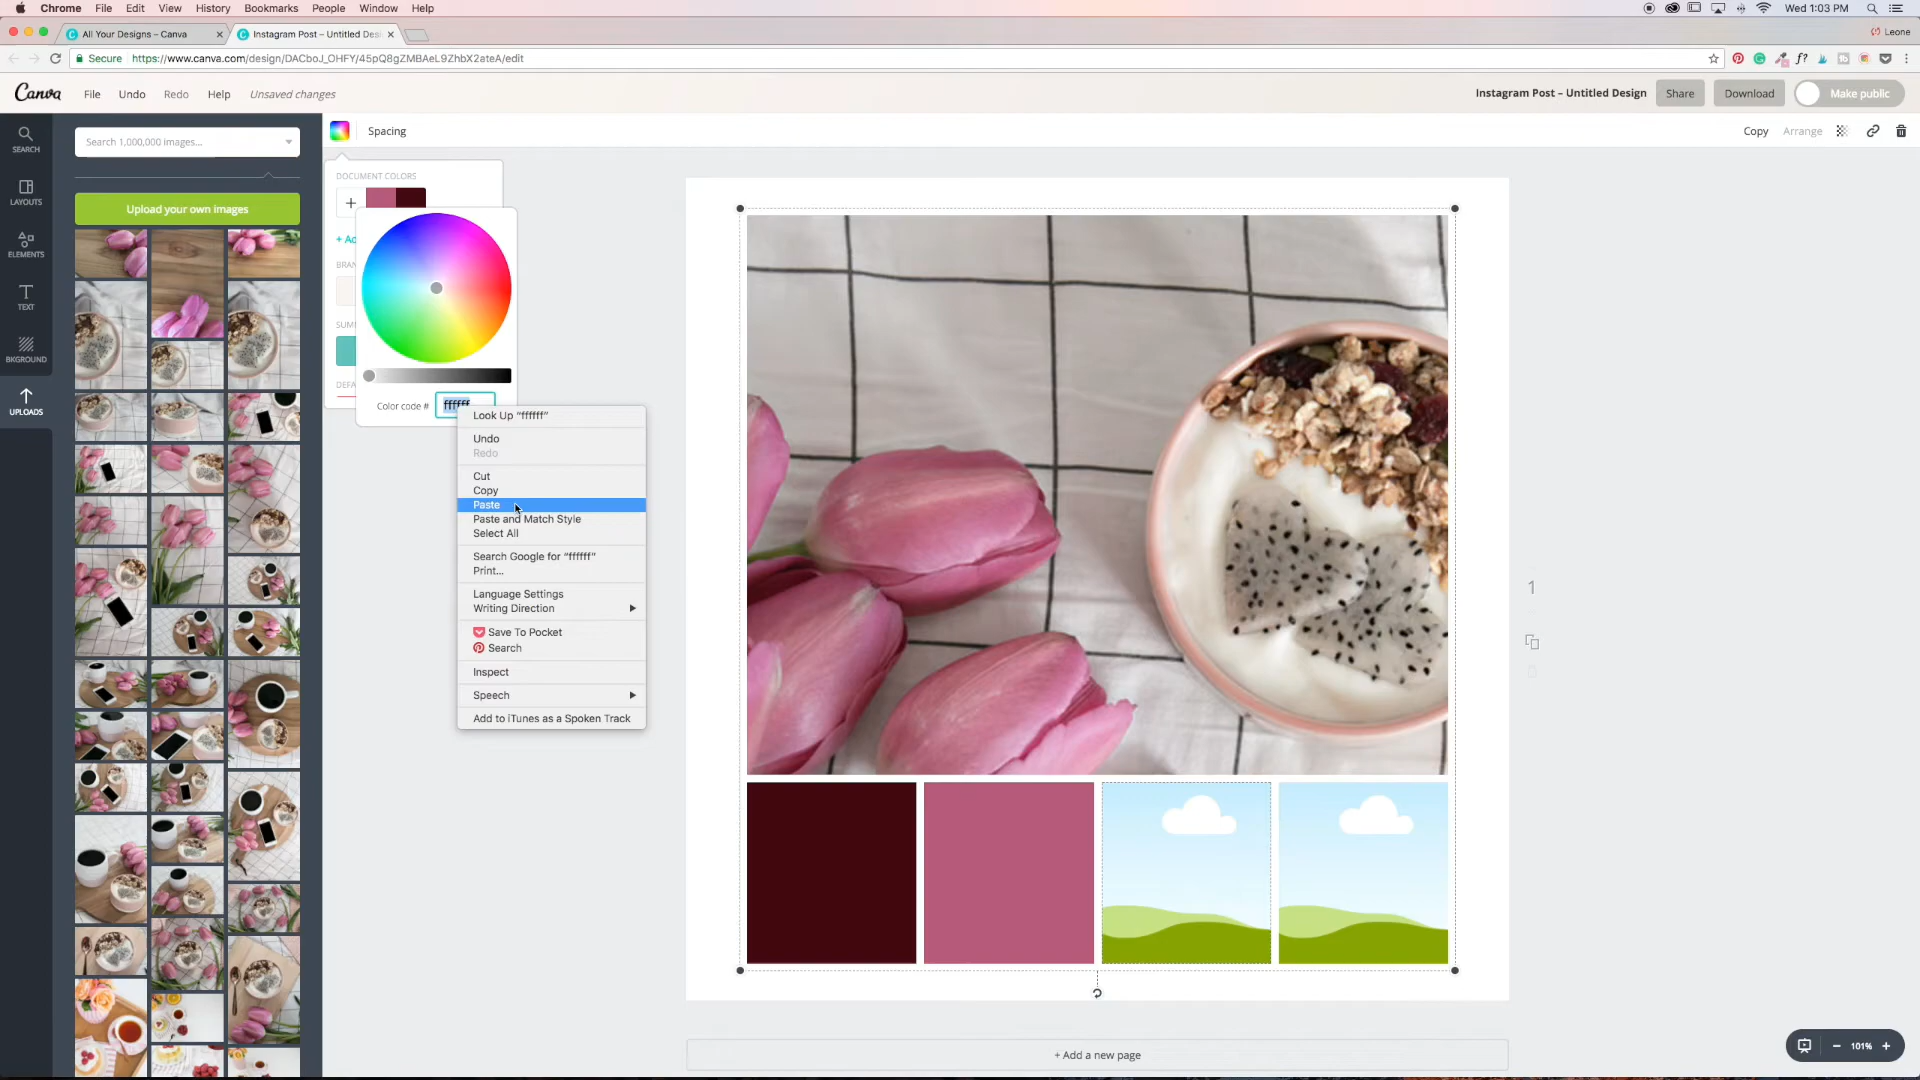 Chrome File Edit View History Bookmarks People Window Help Wed 1:03 PM
All Your Designs – Canva Instagram Post – Untitled Desi Leone
Secure https://www.canva.com/design/DACboJ_OHFY/45pQ8gZMBAeL9ZhbX2ateA/edit
Canva File Undo Redo Help Unsaved changes Instagram Post – Untitled Design Share Download Make public
SEARCH
LAYOUTS
ELEMENTS
TEXT
BKGROUND
UPLOADS
Search 1,000,000 images...
Upload your own images
Spacing Copy Arrange
DOCUMENT COLORS
+
+ Ad
BRAN
SUM
DEFA
Color code # ffffff
Look Up “ffffff”
Undo
Redo
Cut
Copy
Paste
Paste and Match Style
Select All
Search Google for “ffffff”
Print...
Language Settings
Writing Direction
Save To Pocket
Search
Inspect
Speech
Add to iTunes as a Spoken Track
1
+ Add a new page
101%